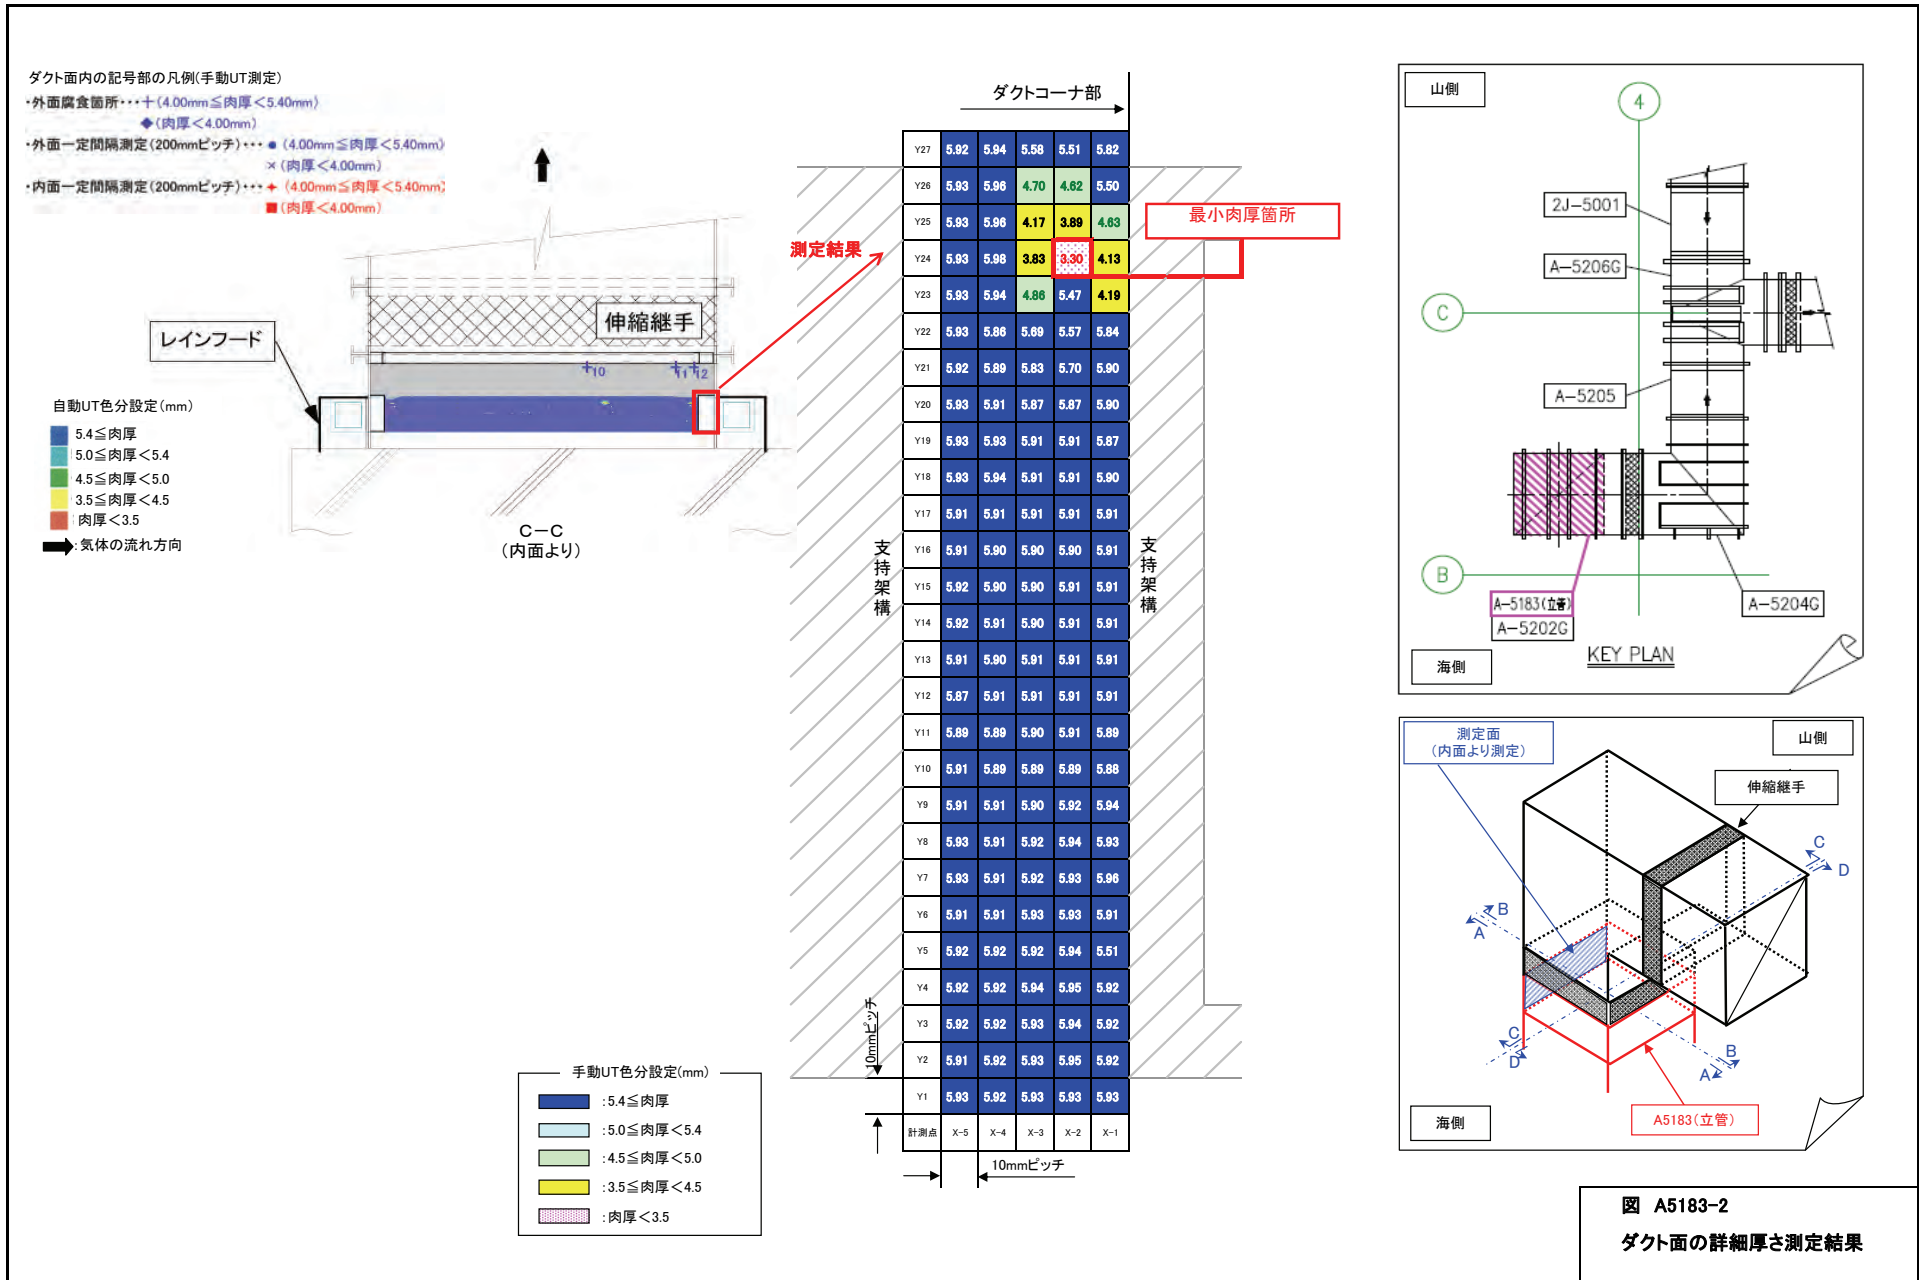 ダクト面内の記号部の凡例(手動UT測定)
・外面腐食箇所・・・＋(4.00mm≦肉厚＜5.40mm)
◆(肉厚＜4.00mm)
・外面一定間隔測定(200mmピッチ)・・・● (4.00mm≦肉厚＜5.40mm)
×(肉厚＜4.00mm)
・内面一定間隔測定(200mmピッチ)・・・＋ (4.00mm≦肉厚＜5.40mm)
■(肉厚＜4.00mm)
測定結果
伸縮継手
レインフード
+10
+11+12
自動UT色分設定(mm)
5.4≦肉厚
5.0≦肉厚＜5.4
4.5≦肉厚＜5.0
3.5≦肉厚＜4.5
肉厚＜3.5
:気体の流れ方向
C－C
(内面より)
ダクトコーナ部
Y27 5.92 5.94 5.58 5.51 5.82
Y26 5.93 5.96 4.70 4.62 5.50
Y25 5.93 5.96 4.17 3.89 4.63
Y24 5.93 5.98 3.83 3.30 4.13
Y23 5.93 5.94 4.86 5.47 4.19
Y22 5.93 5.86 5.69 5.57 5.84
Y21 5.92 5.89 5.83 5.70 5.90
Y20 5.93 5.91 5.87 5.87 5.90
Y19 5.93 5.93 5.91 5.91 5.87
Y18 5.93 5.94 5.91 5.91 5.90
Y17 5.91 5.91 5.91 5.91 5.91
Y16 5.91 5.90 5.90 5.90 5.91
Y15 5.92 5.90 5.90 5.91 5.91
Y14 5.92 5.91 5.90 5.91 5.91
Y13 5.91 5.90 5.91 5.91 5.91
Y12 5.87 5.91 5.91 5.91 5.91
Y11 5.89 5.89 5.90 5.91 5.89
Y10 5.91 5.89 5.89 5.89 5.88
Y9 5.91 5.91 5.90 5.92 5.94
Y8 5.93 5.91 5.92 5.94 5.93
Y7 5.93 5.91 5.92 5.93 5.96
Y6 5.91 5.91 5.93 5.93 5.91
Y5 5.92 5.92 5.92 5.94 5.51
Y4 5.92 5.92 5.94 5.95 5.92
Y3 5.92 5.92 5.93 5.94 5.92
Y2 5.91 5.92 5.93 5.95 5.92
Y1 5.93 5.92 5.93 5.93 5.93
計測点 X-5 X-4 X-3 X-2 X-1
最小肉厚箇所
支持架構
支持架構
10mmピッチ
10mmピッチ
手動UT色分設定(mm)
:5.4≦肉厚
:5.0≦肉厚＜5.4
:4.5≦肉厚＜5.0
:3.5≦肉厚＜4.5
:肉厚＜3.5
山側
4
2J-5001
A-5206G
C
A-5205
B
A-5183(立管)
A-5202G
A-5204G
KEY PLAN
海側
測定面
(内面より測定)
山側
伸縮継手
C
D
B
A
C
D
B
A
A5183(立管)
海側
図 A5183-2
ダクト面の詳細厚さ測定結果